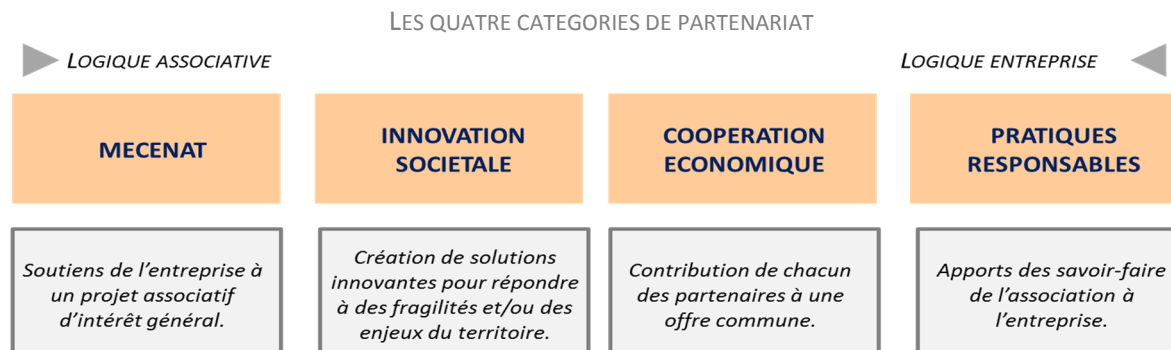 LES QUATRE CATEGORIES DE PARTENARIAT
LOGIQUE ASSOCIATIVE
LOGIQUE ENTREPRISE
MECENAT
INNOVATION
SOCIETALE
COOPERATION
ECONOMIQUE
PRATIQUES
RESPONSABLES
Soutiens de l’entreprise à
un projet associatif
d’intérêt général.
Création de solutions
innovantes pour répondre
à des fragilités et/ou des
enjeux du territoire.
Contribution de chacun
des partenaires à une
offre commune.
Apports des savoir-faire
de l’association à
l’entreprise.